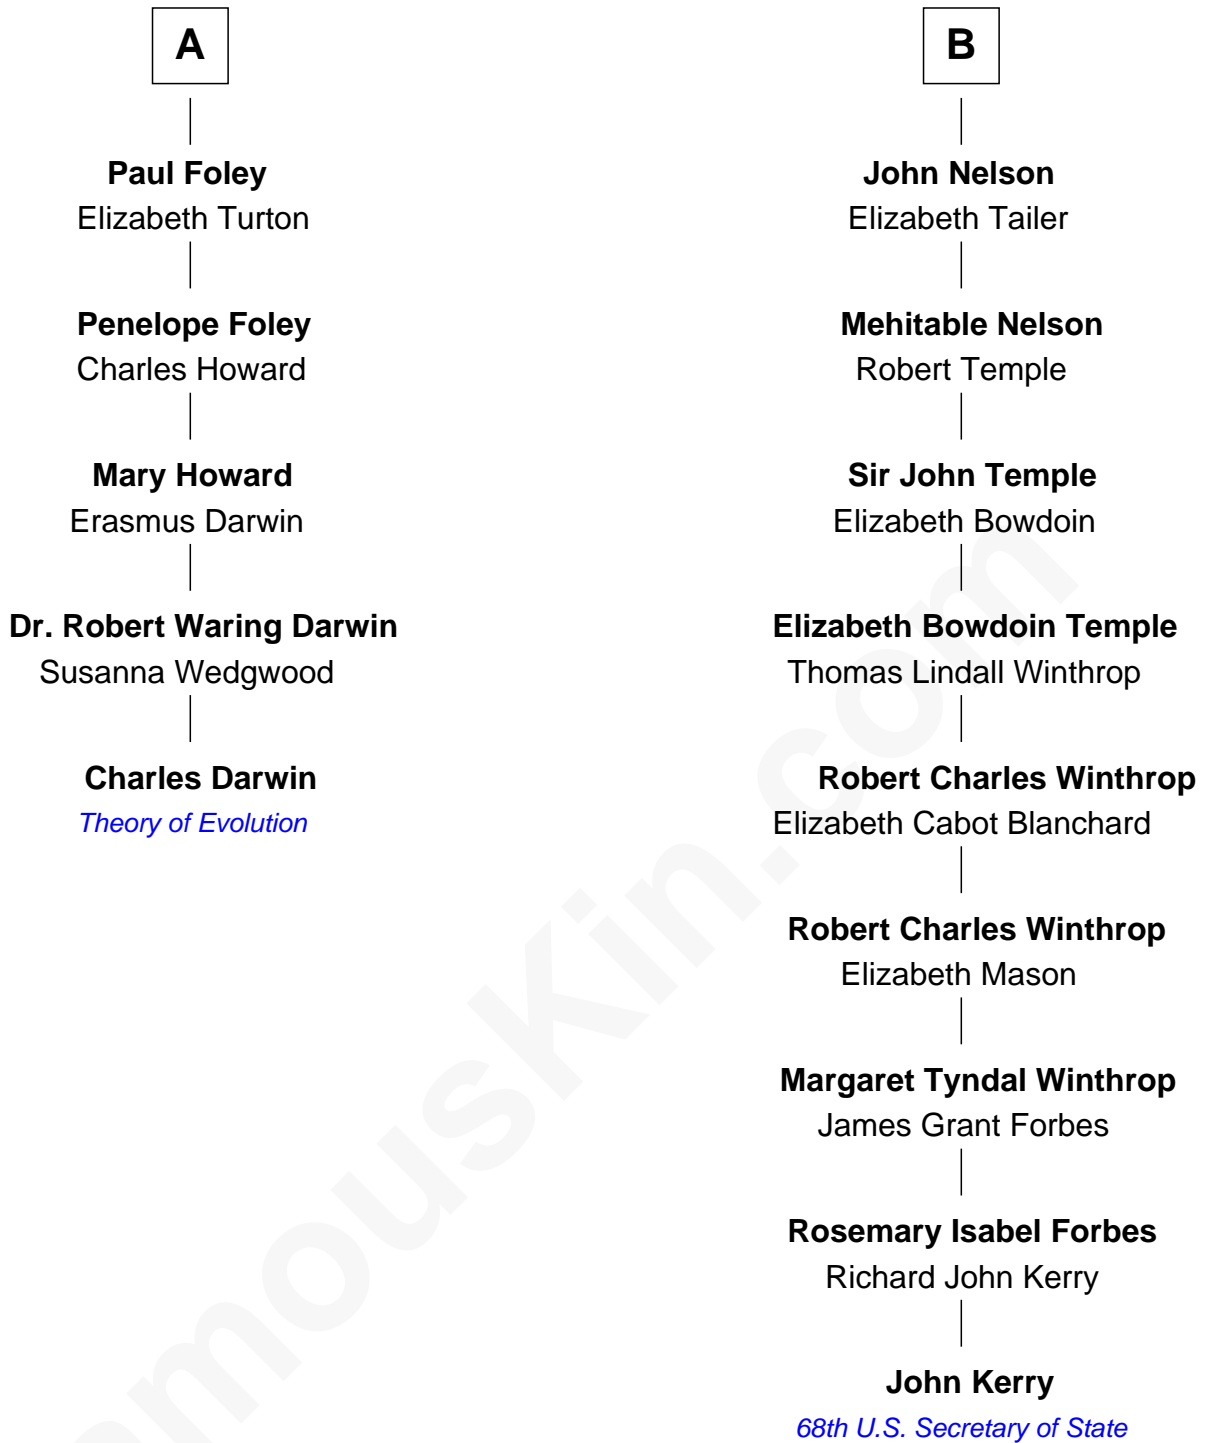 A
Paul Foley
Elizabeth Turton
Penelope Foley
Charles Howard
Mary Howard
Erasmus Darwin
Dr. Robert Waring Darwin
Susanna Wedgwood
Charles Darwin
Theory of Evolution
B
John Nelson
Elizabeth Tailer
Mehitable Nelson
Robert Temple
Sir John Temple
Elizabeth Bowdoin
Elizabeth Bowdoin Temple
Thomas Lindall Winthrop
Robert Charles Winthrop
Elizabeth Cabot Blanchard
Robert Charles Winthrop
Elizabeth Mason
Margaret Tyndal Winthrop
James Grant Forbes
Rosemary Isabel Forbes
Richard John Kerry
John Kerry
68th U.S. Secretary of State
amouskin.com